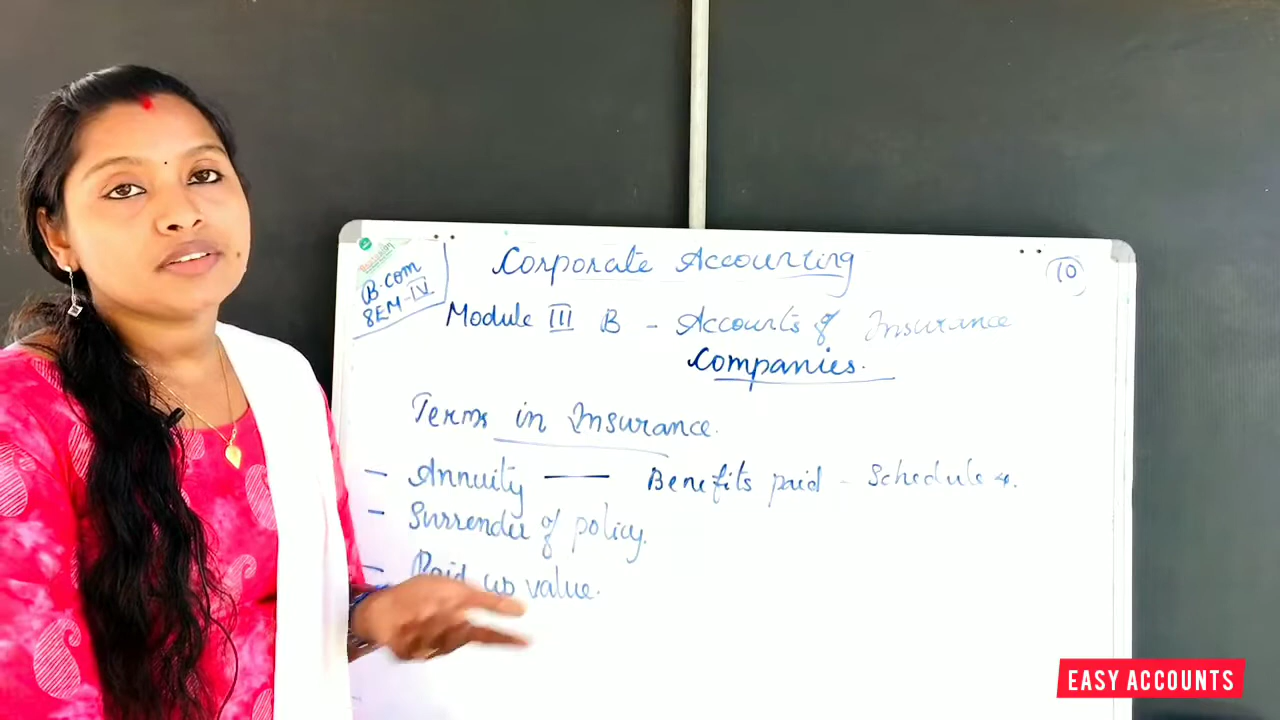 B.com
SEM-IV
Corporate Accounting
10
Module III B - Accounts of Insurance
Companies.
Terms in Insurance.
- Annuity — Benefits paid - Schedule 4.
- Surrender of policy.
- Paid up value.
EASY ACCOUNTS